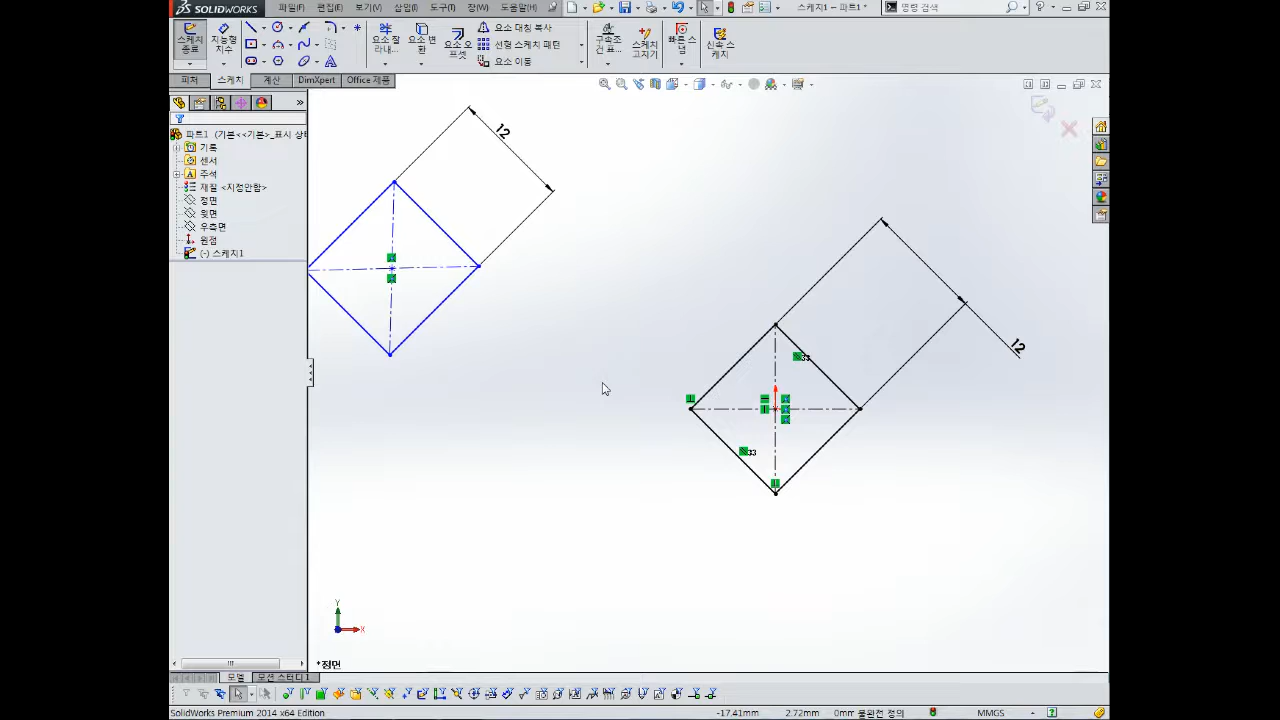 SOLIDWORKS 파일(F) 편집(E) 보기(V) 삽입(I) 도구(T) 창(W) 도움말(H) 스케치1 - 파트1 * 명령 검색
스케치 종료 지능형 치수 요소 잘라내... 요소 변환 요소 오프셋 요소 대칭 복사 구속조건 표... 스케치 고치기 빠른 스냅 신속 스케치
선형 스케치 패턴
요소 이동
피처 스케치 계산 DimXpert Office 제품
파트1 (기본<<기본>_표시 상태
기록
센서
주석
재질 <지정안함>
정면
윗면
우측면
원점
(-) 스케치1
12
12
33
33
Y
X
*정면
모델 모션 스터디 1
SolidWorks Premium 2014 x64 Edition -17.41mm 2.72mm 0mm 불완전 정의 MMGS